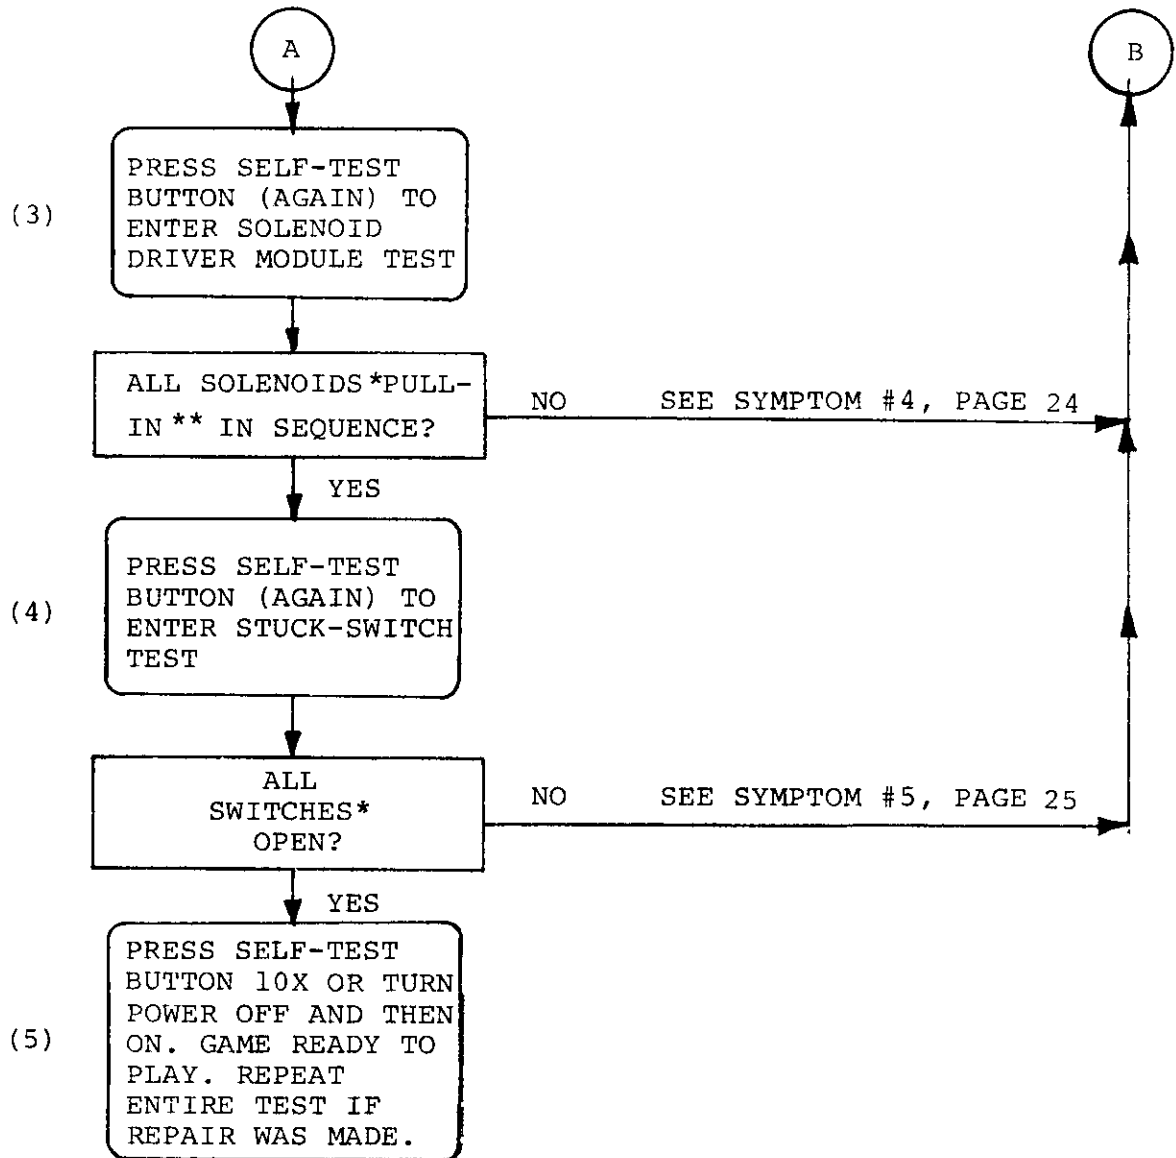 A
B
(3)
PRESS SELF-TEST
BUTTON (AGAIN) TO
ENTER SOLENOID
DRIVER MODULE TEST
ALL SOLENOIDS *PULL-
IN ** IN SEQUENCE?
NO SEE SYMPTOM #4, PAGE 24
YES
(4)
PRESS SELF-TEST
BUTTON (AGAIN) TO
ENTER STUCK-SWITCH
TEST
ALL
SWITCHES*
OPEN?
NO SEE SYMPTOM #5, PAGE 25
YES
(5)
PRESS SELF-TEST
BUTTON 10X OR TURN
POWER OFF AND THEN
ON. GAME READY TO
PLAY. REPEAT
ENTIRE TEST IF
REPAIR WAS MADE.